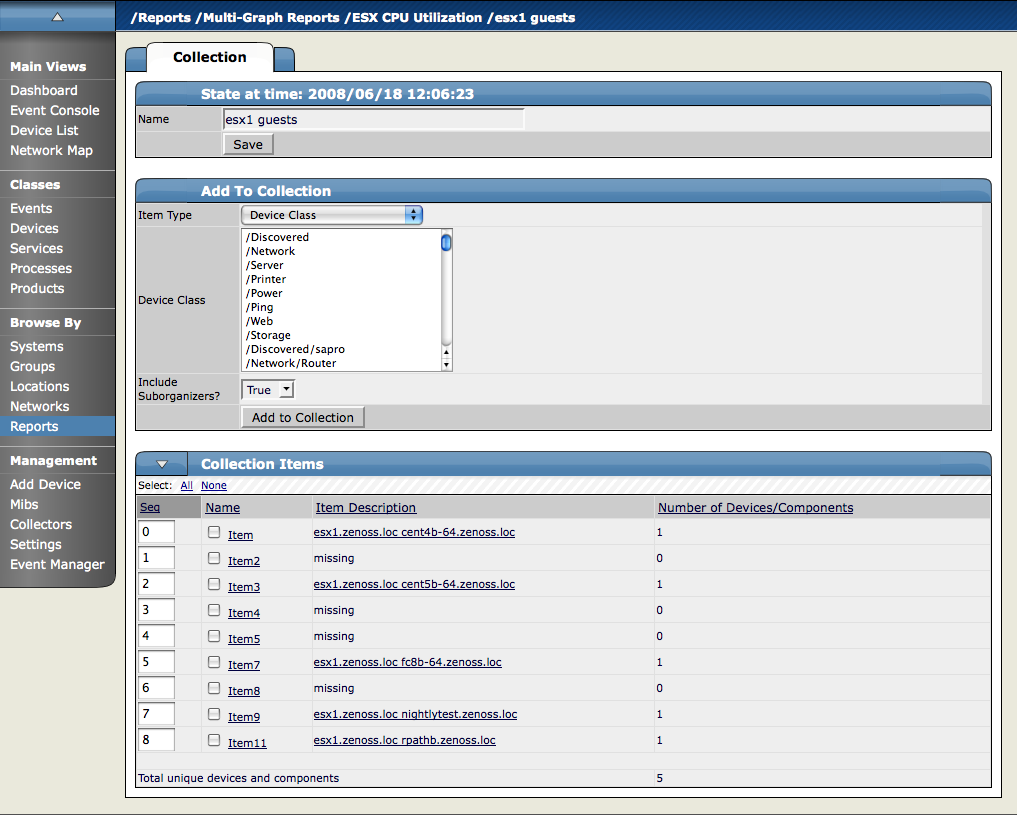 /Reports /Multi-Graph Reports /ESX CPU Utilization /esx1 guests
Main Views
Dashboard
Event Console
Device List
Network Map
Classes
Events
Devices
Services
Processes
Products
Browse By
Systems
Groups
Locations
Networks
Reports
Management
Add Device
Mibs
Collectors
Settings
Event Manager
Collection
State at time: 2008/06/18 12:06:23
Name esx1 guests
Save
Add To Collection
Item Type Device Class
Device Class
/Discovered
/Network
/Server
/Printer
/Power
/Ping
/Web
/Storage
/Discovered/sapro
/Network/Router
Include
Suborganizers? True
Add to Collection
Collection Items
Select: All None
Seq Name Item Description Number of Devices/Components
0 Item esx1.zenoss.loc cent4b-64.zenoss.loc 1
1 Item2 missing 0
2 Item3 esx1.zenoss.loc cent5b-64.zenoss.loc 1
3 Item4 missing 0
4 Item5 missing 0
5 Item7 esx1.zenoss.loc fc8b-64.zenoss.loc 1
6 Item8 missing 0
7 Item9 esx1.zenoss.loc nightlytest.zenoss.loc 1
8 Item11 esx1.zenoss.loc rpathb.zenoss.loc 1
Total unique devices and components 5